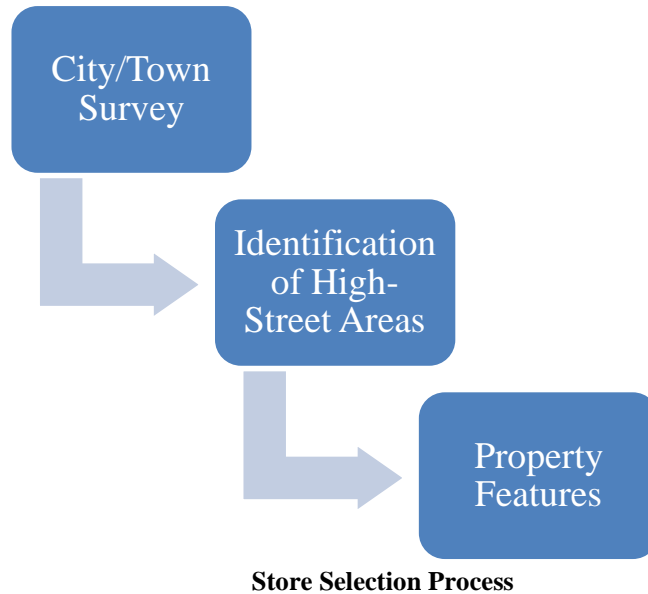 City/Town
Survey
Identification
of High-
Street Areas
Property
Features
Store Selection Process